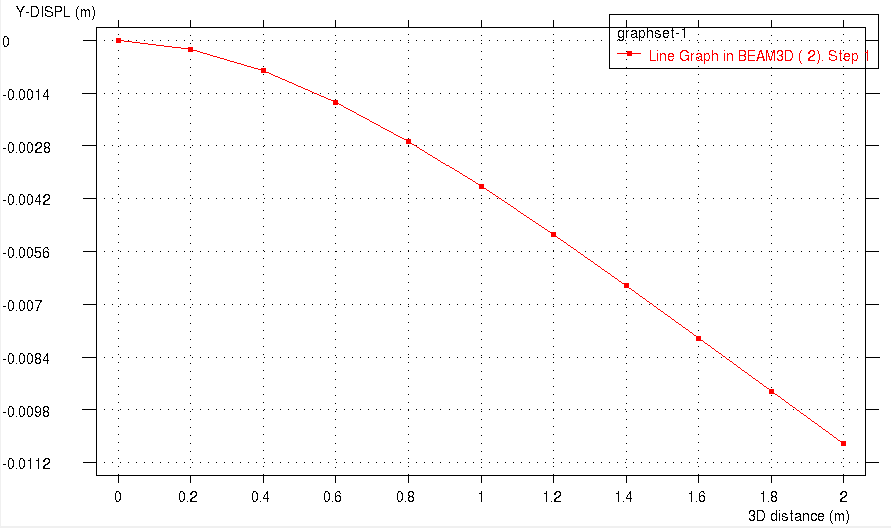 Y-DISPL (m)
graphset-1
Line Graph in BEAM3D ( 2). Step 1
0
-0.0014
-0.0028
-0.0042
-0.0056
-0.007
-0.0084
-0.0098
-0.0112
0 0.2 0.4 0.6 0.8 1 1.2 1.4 1.6 1.8 2
3D distance (m)